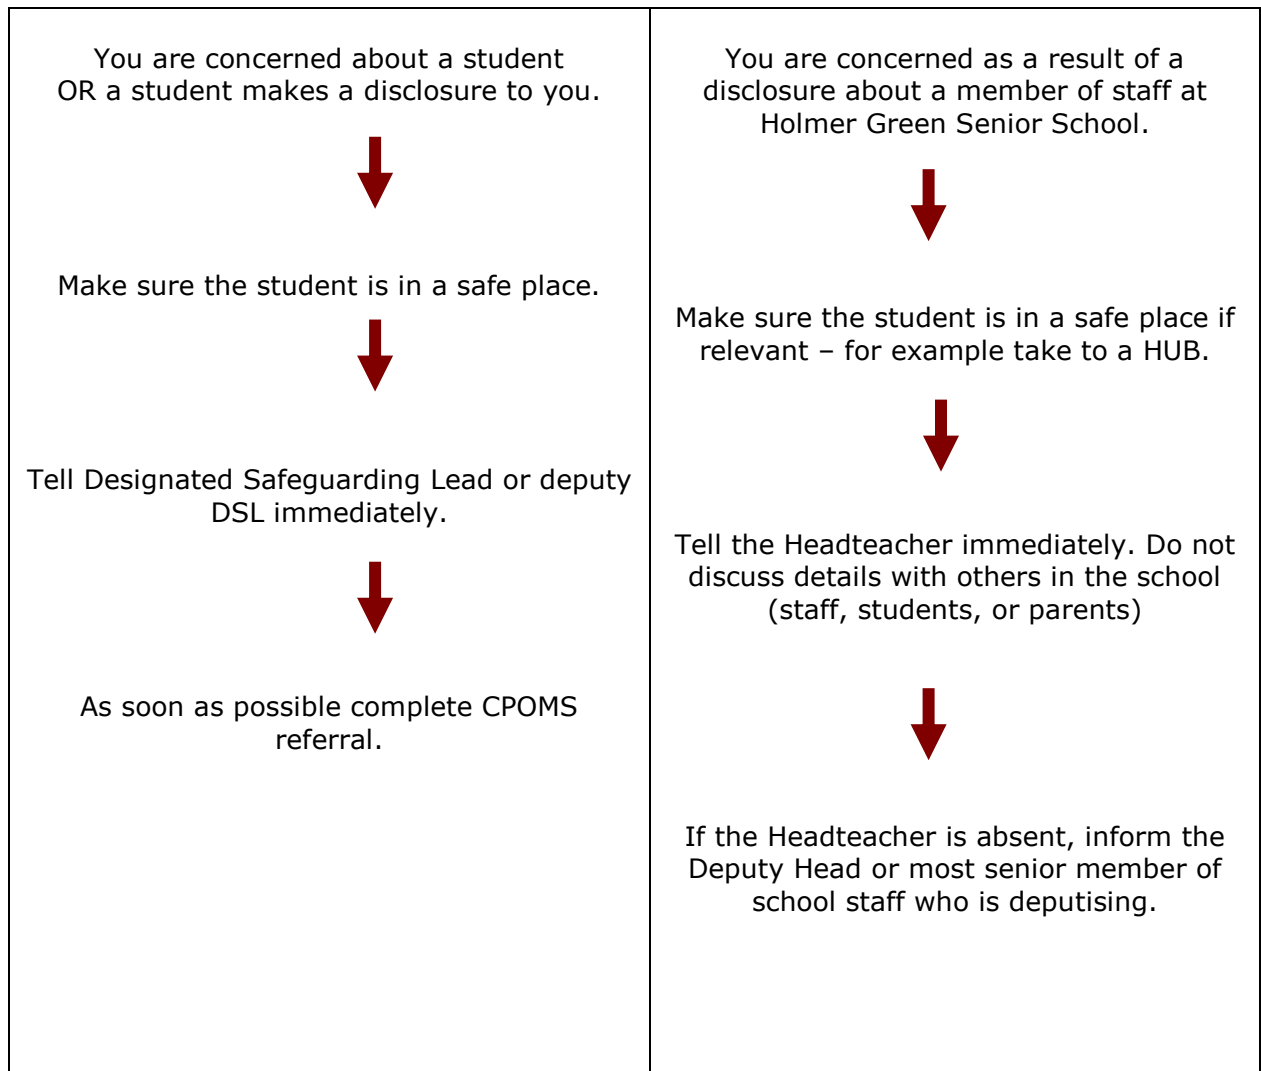 You are concerned about a student
OR a student makes a disclosure to you.
Make sure the student is in a safe place.
Tell Designated Safeguarding Lead or deputy
DSL immediately.
As soon as possible complete CPOMS
referral.
You are concerned as a result of a
disclosure about a member of staff at
Holmer Green Senior School.
Make sure the student is in a safe place if
relevant – for example take to a HUB.
Tell the Headteacher immediately. Do not
discuss details with others in the school
(staff, students, or parents)
If the Headteacher is absent, inform the
Deputy Head or most senior member of
school staff who is deputising.